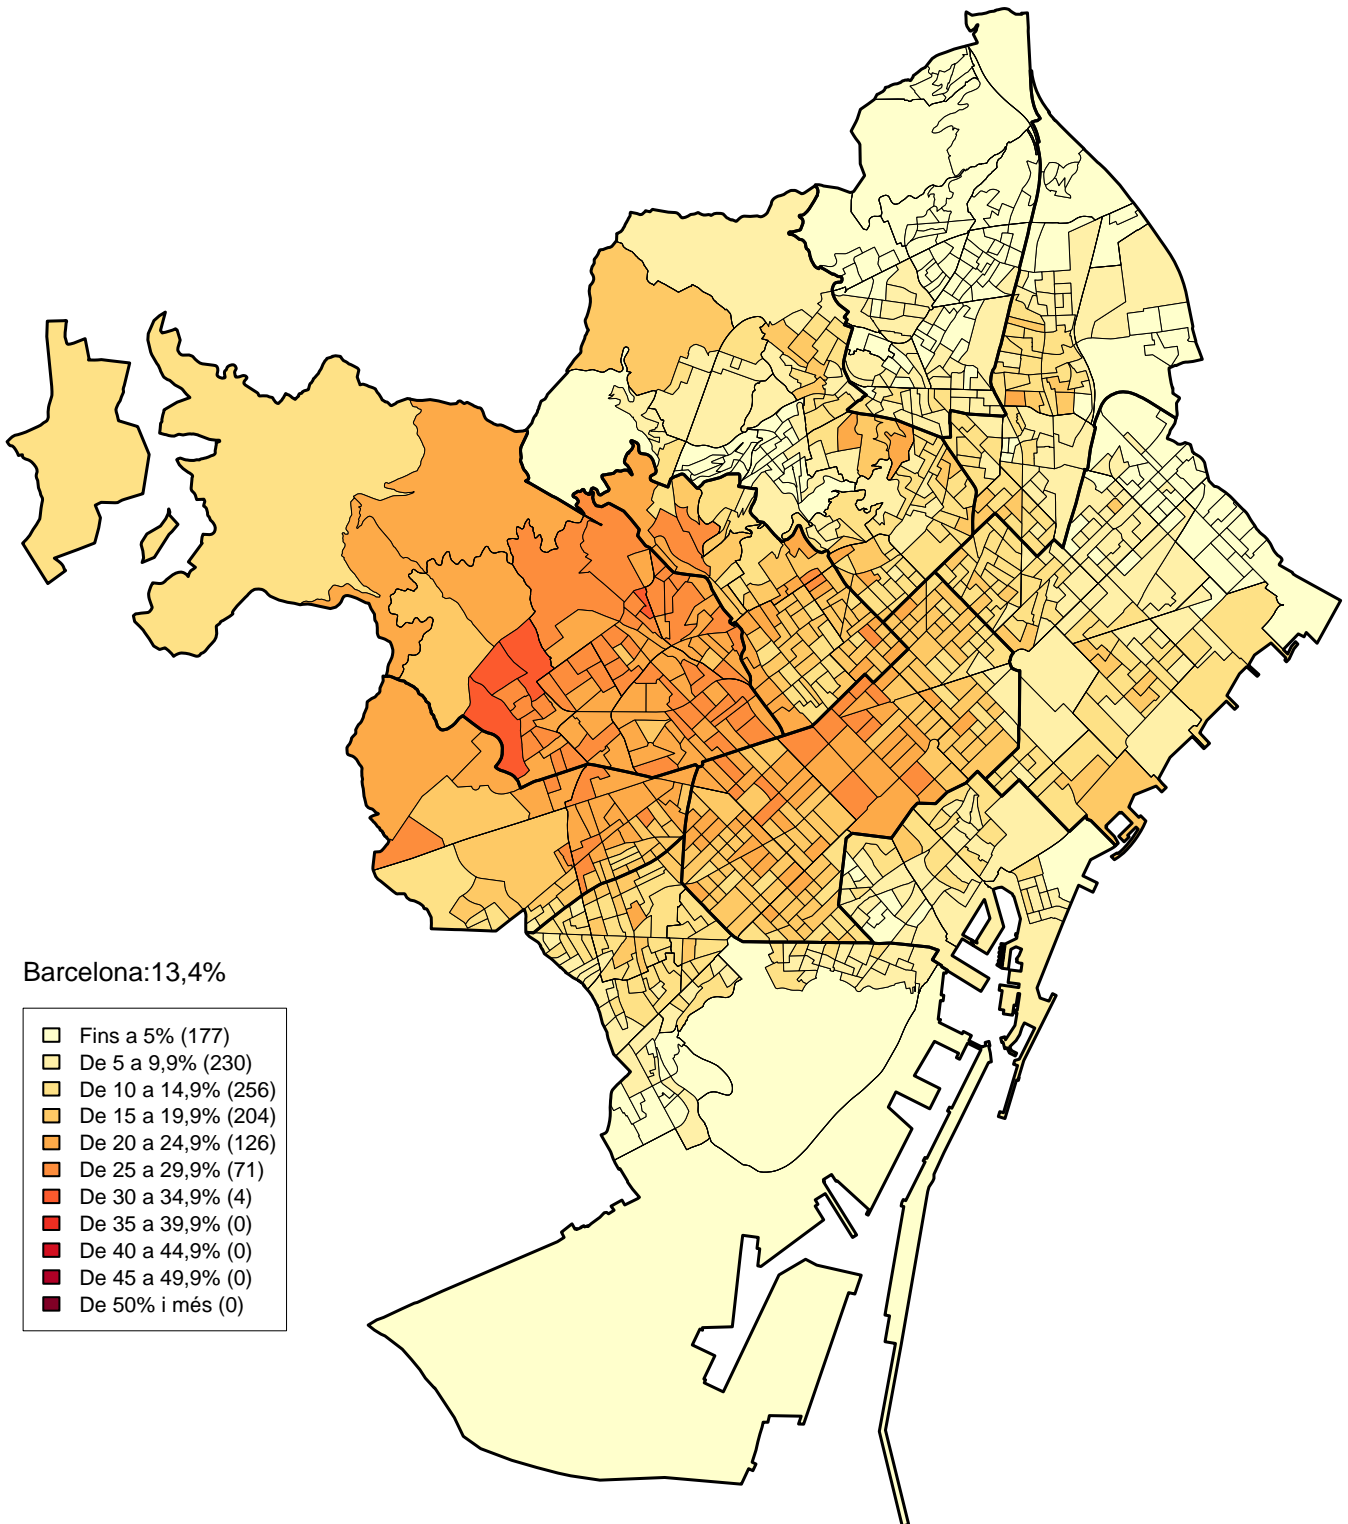 Barcelona:13,4%
Fins a 5% (177)
De 5 a 9,9% (230)
De 10 a 14,9% (256)
De 15 a 19,9% (204)
De 20 a 24,9% (126)
De 25 a 29,9% (71)
De 30 a 34,9% (4)
De 35 a 39,9% (0)
De 40 a 44,9% (0)
De 45 a 49,9% (0)
De 50% i més (0)